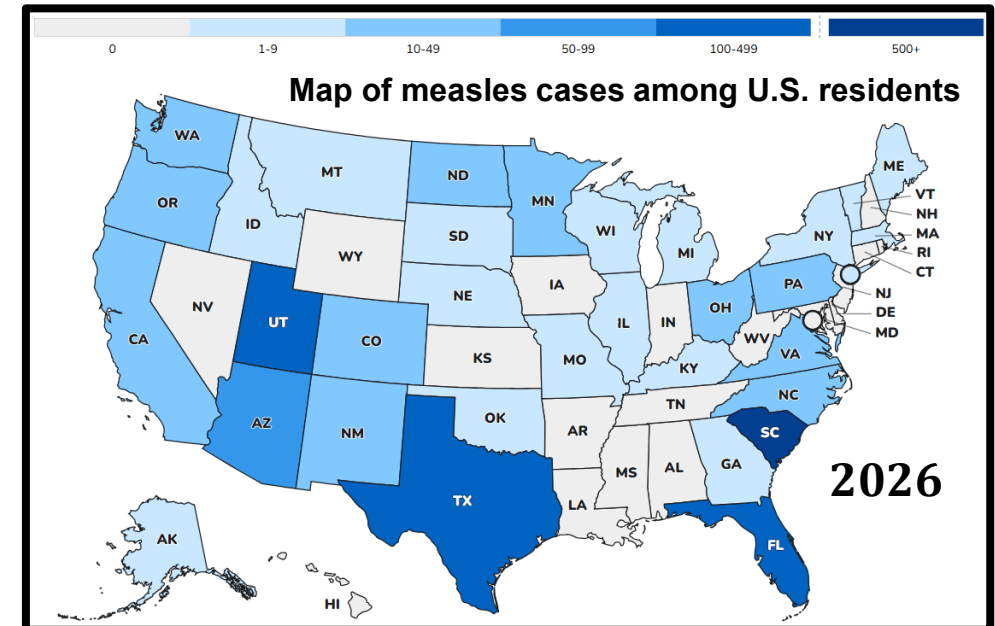 0 1-9 10-49 50-99 100-499 500+
Map of measles cases among U.S. residents
WA
ME
MT
ND
VT
OR
MN
NH
ID
WI
NY
MA
SD
MI
RI
WY
CT
IA
PA
NE
NJ
NV
OH
DE
UT
IL
IN
MD
CA
CO
WV
VA
KS
MO
KY
NC
AZ
OK
TN
NM
AR
SC
GA
MS
AL
2026
TX
LA
AK
FL
HI